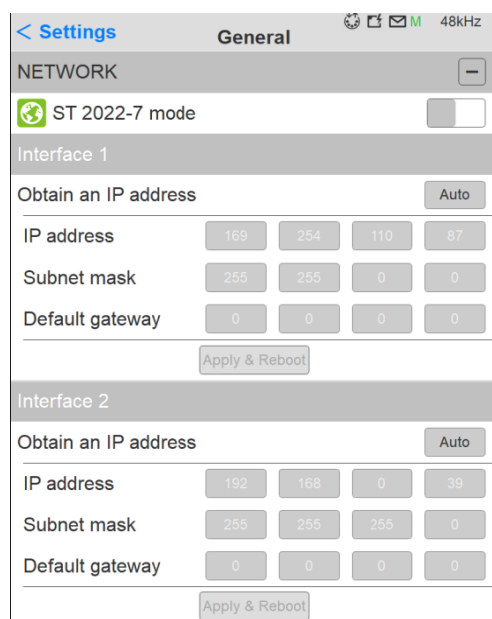 < Settings General M 48kHz
NETWORK
ST 2022-7 mode
Interface 1
Obtain an IP address Auto
IP address 169 254 110 87
Subnet mask 255 255 0 0
Default gateway 0 0 0 0
Apply & Reboot
Interface 2
Obtain an IP address Auto
IP address 192 168 0 39
Subnet mask 255 255 255 0
Default gateway 0 0 0 0
Apply & Reboot